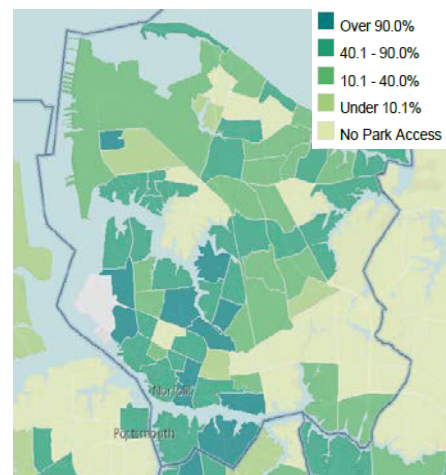 Over 90.0%
40.1 - 90.0%
10.1 - 40.0%
Under 10.1%
No Park Access
Norfolk
Portsmouth